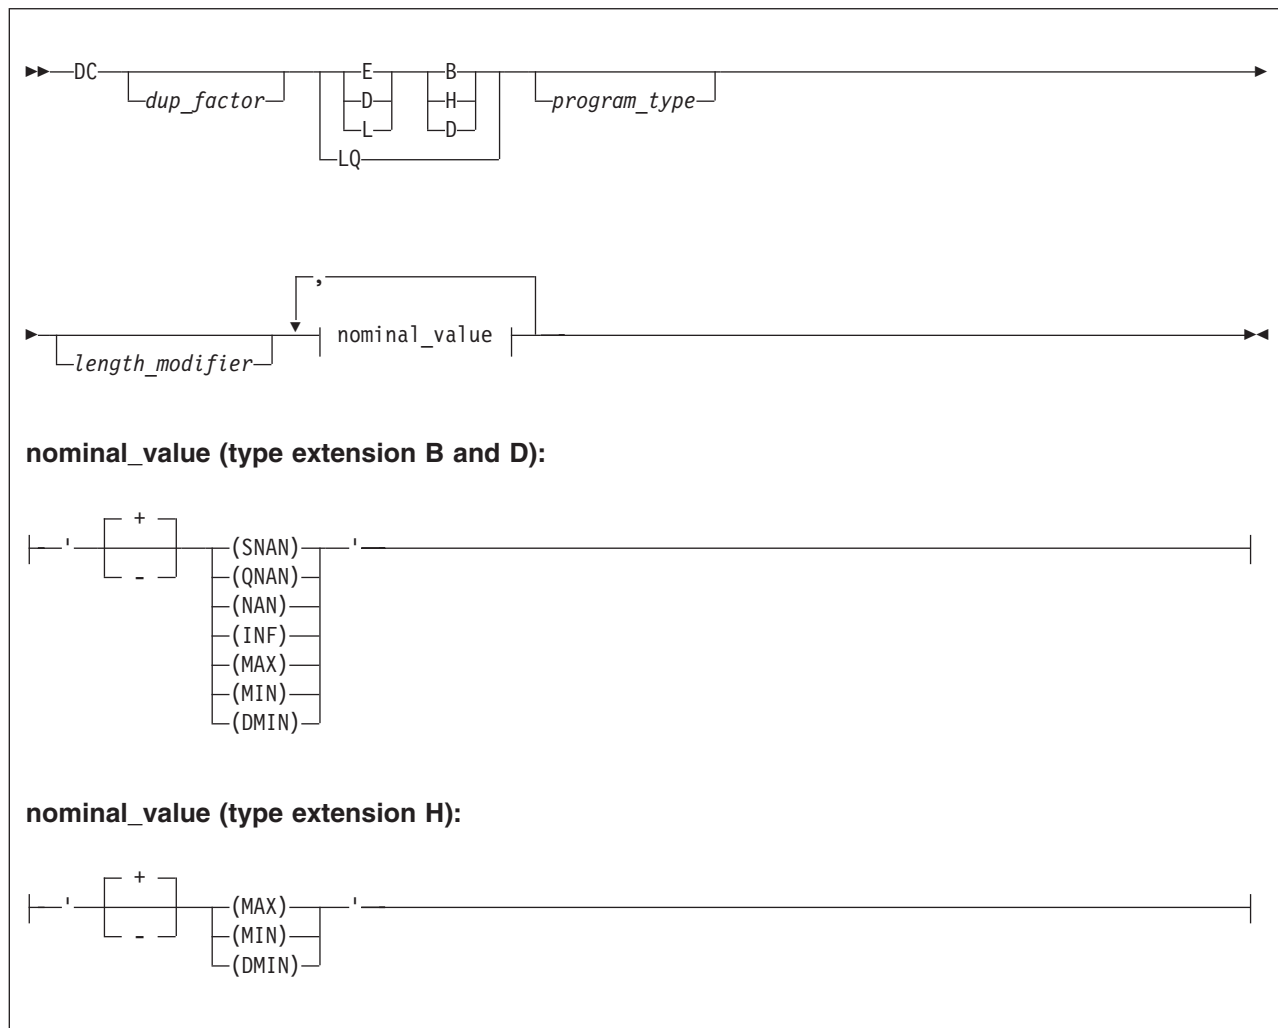 DC E B
dup_factor D H program_type
L D
LQ
,
nominal_value
length_modifier
nominal_value (type extension B and D):
+
' (SNAN) '
- (QNAN)
(NAN)
(INF)
(MAX)
(MIN)
(DMIN)
nominal_value (type extension H):
+
' (MAX) '
- (MIN)
(DMIN)